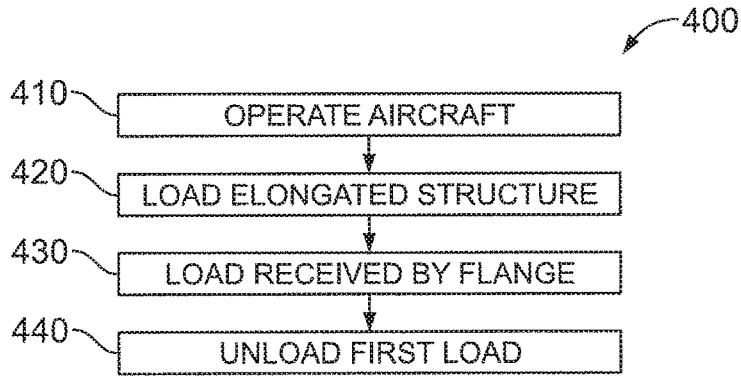 400
410 OPERATE AIRCRAFT
420 LOAD ELONGATED STRUCTURE
430 LOAD RECEIVED BY FLANGE
440 UNLOAD FIRST LOAD